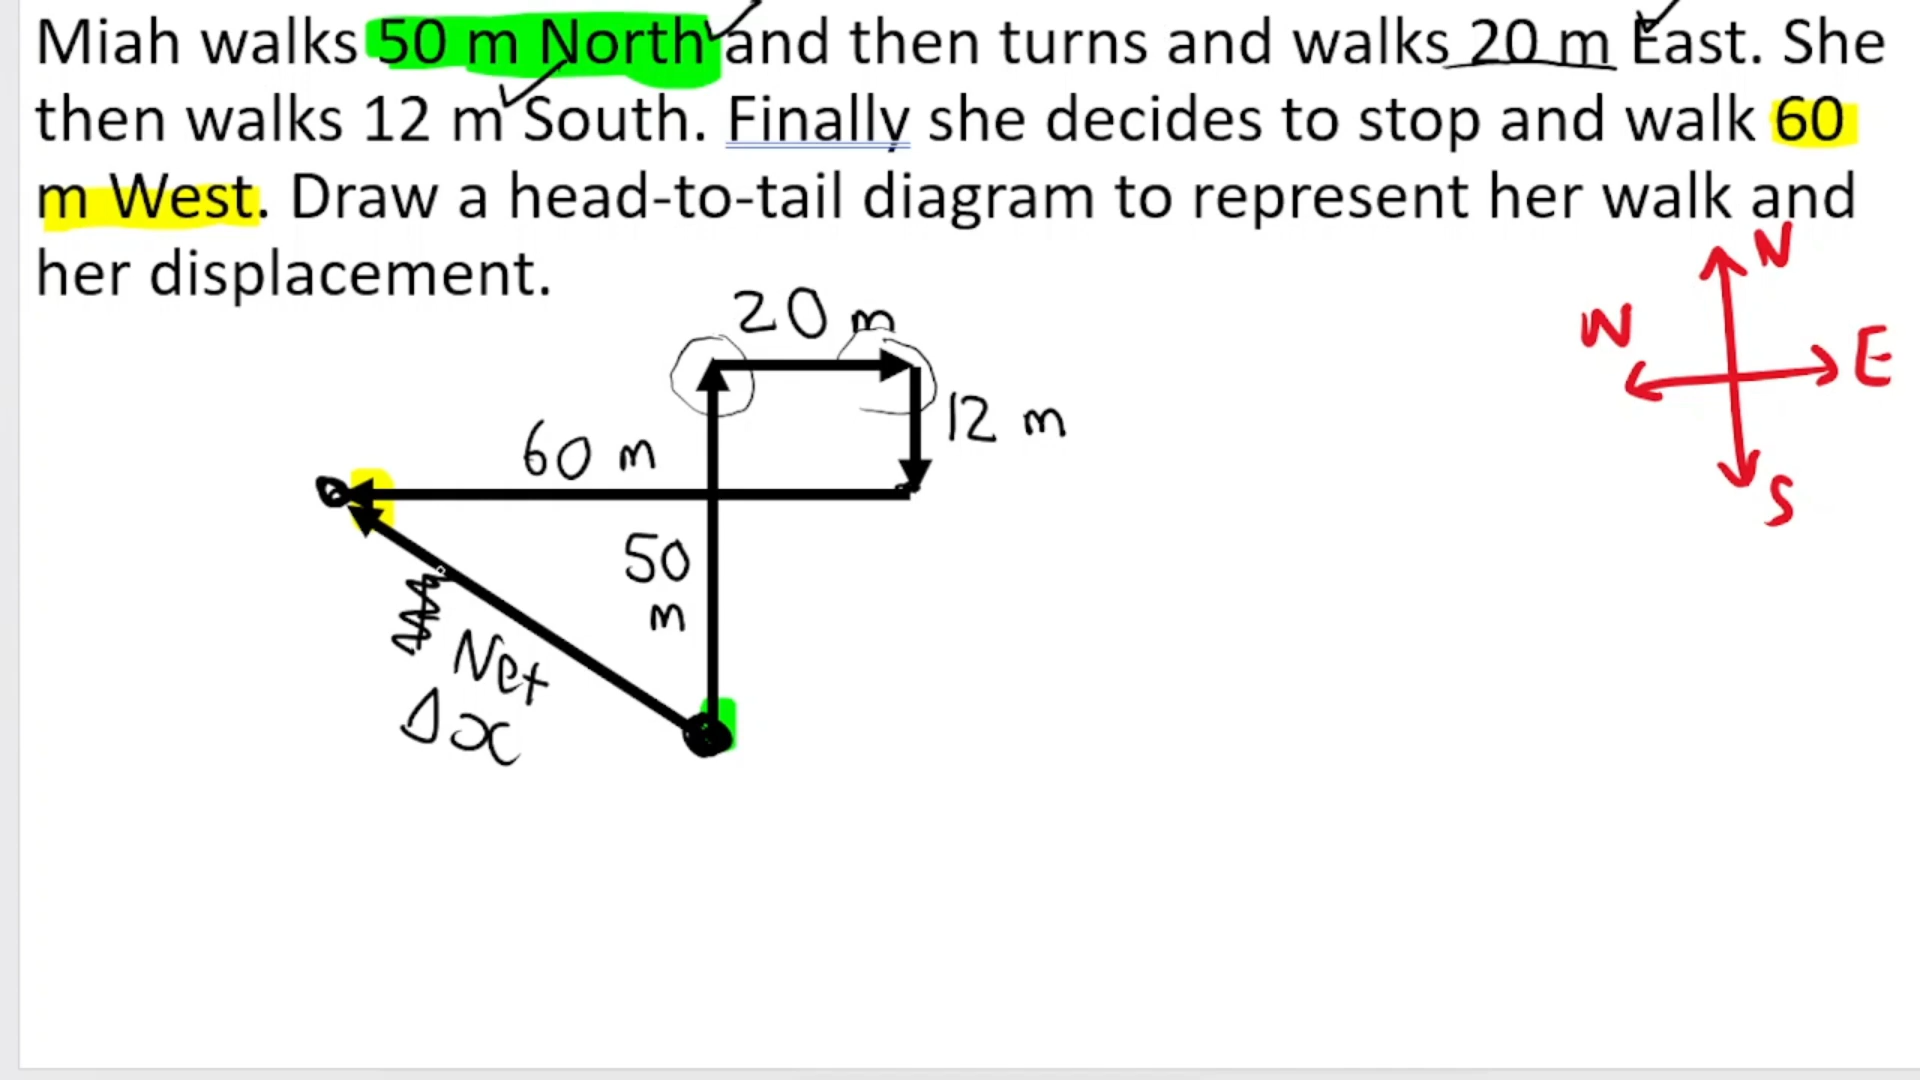 Miah walks 50 m North and then turns and walks 20 m East. She
then walks 12 m South. Finally she decides to stop and walk 60
m West. Draw a head-to-tail diagram to represent her walk and
her displacement.
N
W
E
S
20 m
12 m
60 m
50
m
Net
Δx